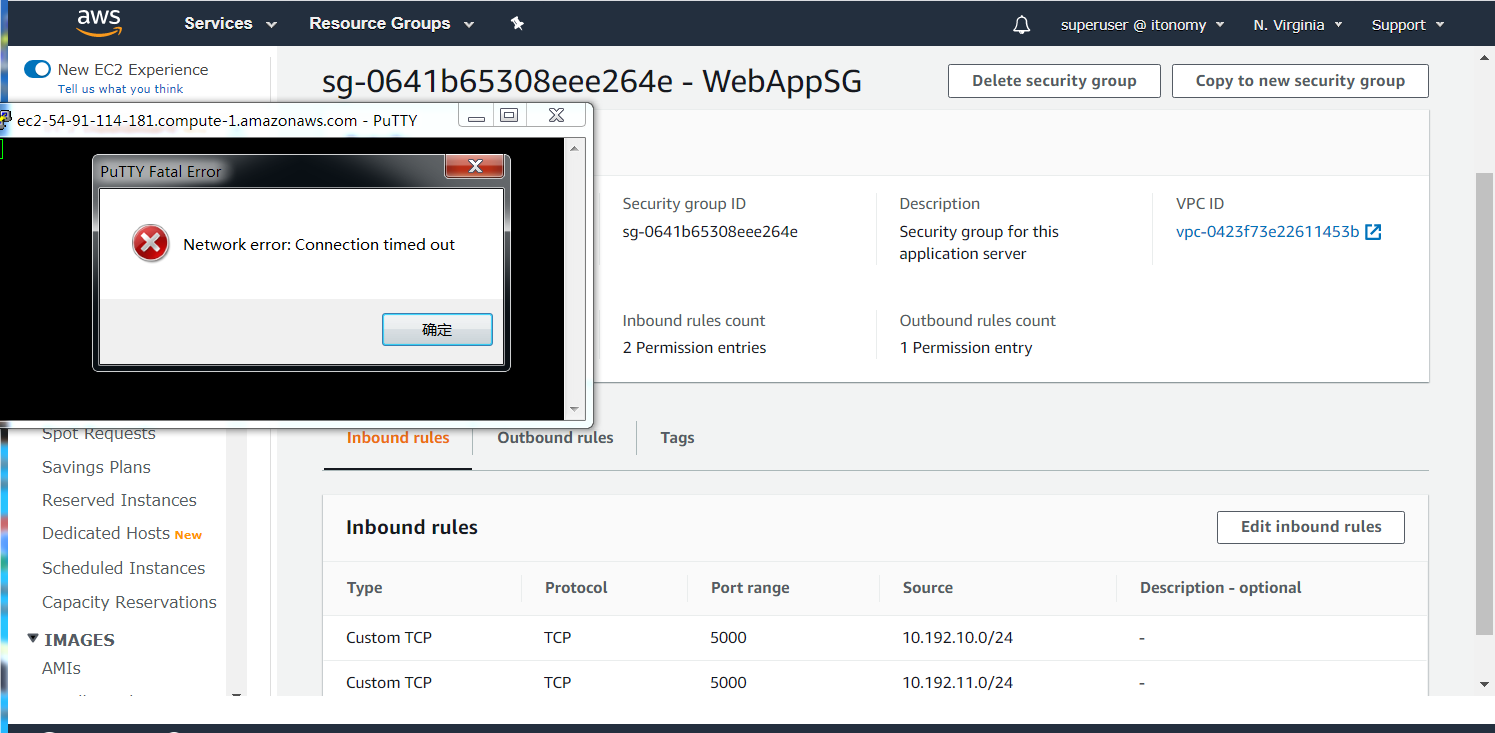 aws Services Resource Groups superuser @ itonomy N. Virginia Support
New EC2 Experience
Tell us what you think
sg-0641b65308eee264e - WebAppSG
Delete security group
Copy to new security group
ec2-54-91-114-181.compute-1.amazonaws.com - PuTTY
PuTTY Fatal Error
Network error: Connection timed out
确定
Security group ID
sg-0641b65308eee264e
Description
Security group for this
application server
VPC ID
vpc-0423f73e22611453b
Inbound rules count
2 Permission entries
Outbound rules count
1 Permission entry
Spot Requests
Savings Plans
Reserved Instances
Dedicated Hosts New
Scheduled Instances
Capacity Reservations
IMAGES
AMIs
Inbound rules Outbound rules Tags
Inbound rules
Edit inbound rules
Type Protocol Port range Source Description - optional
Custom TCP TCP 5000 10.192.10.0/24 -
Custom TCP TCP 5000 10.192.11.0/24 -